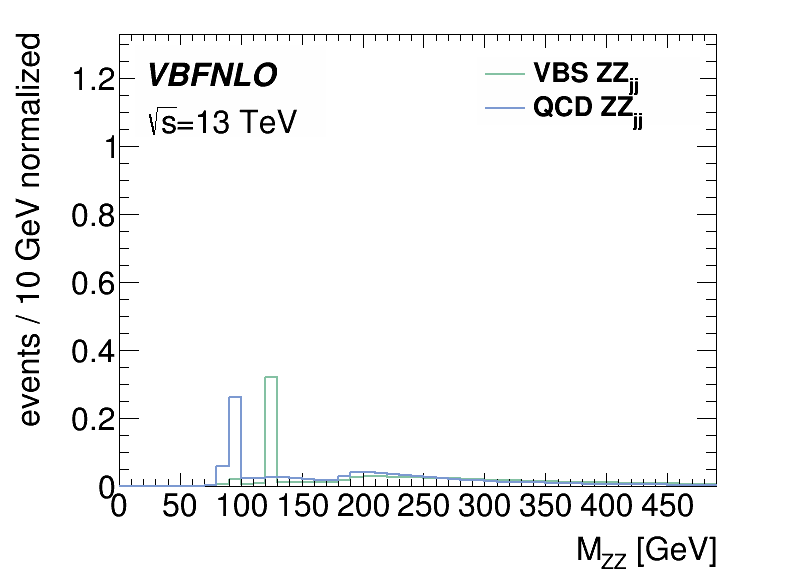 events / 10 GeV normalized
VBFNLO
√s=13 TeV
VBS ZZjj
QCD ZZjj
1.2
1
0.8
0.6
0.4
0.2
0
0 50 100 150 200 250 300 350 400 450
MZZ [GeV]